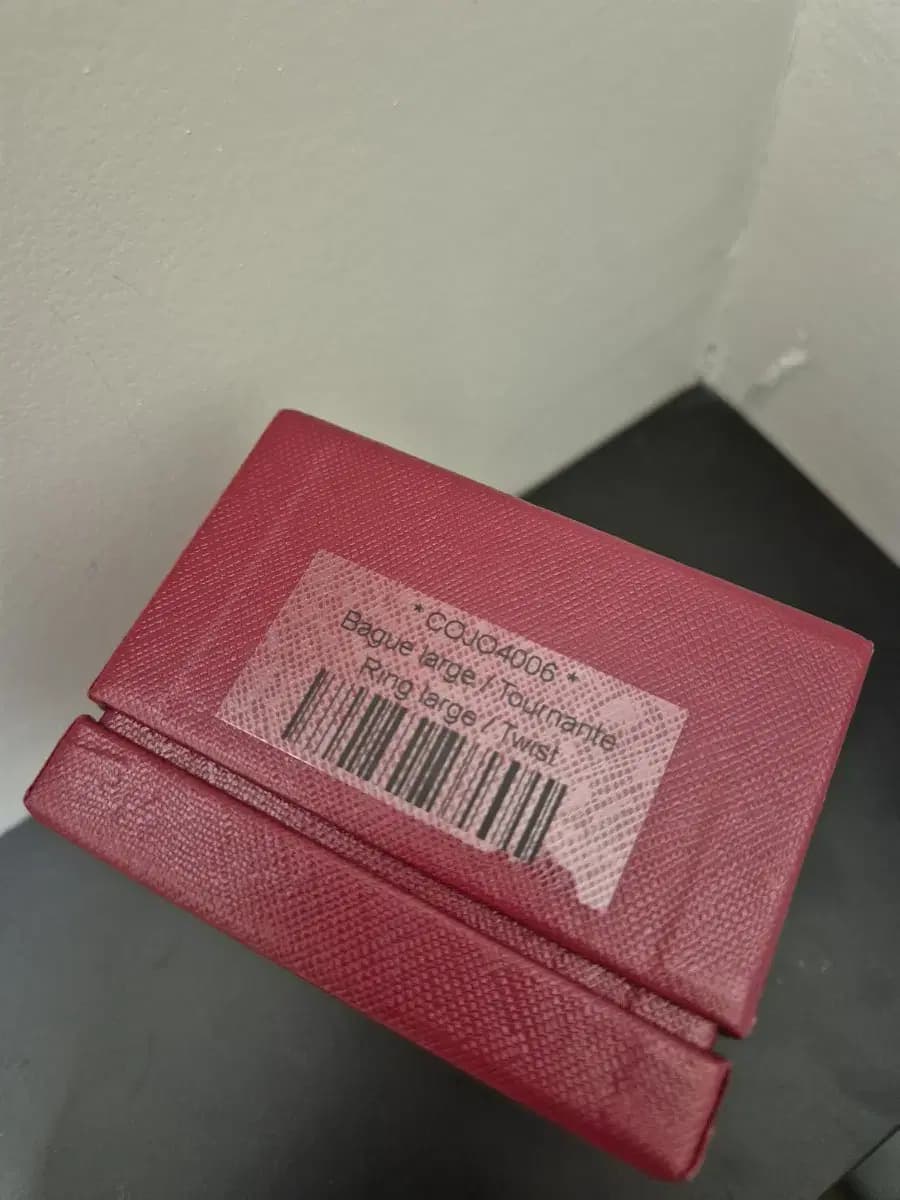 * COJO4006 *
Bague large / Tournante
Ring large / Twist